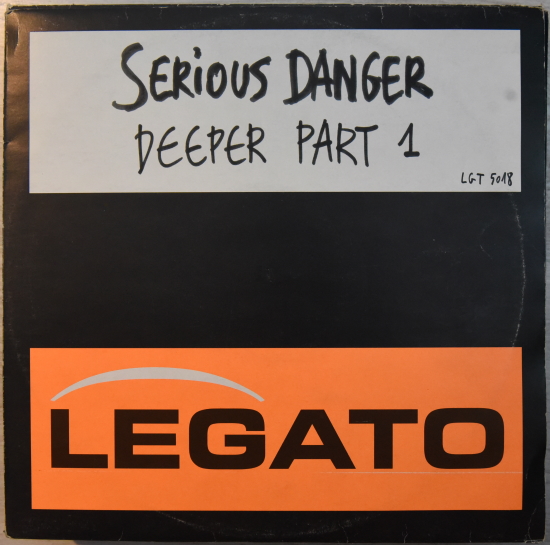 SERIOUS DANGER
DEEPER PART 1
LGT 5018
LEGATO